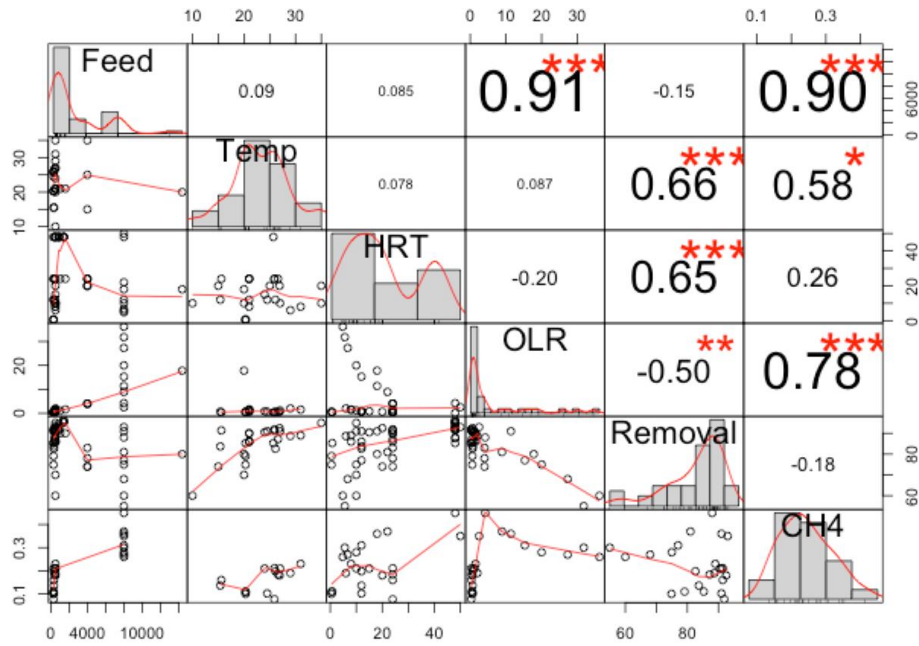 10 20 30 0 10 20 30 0.1 0.3
Feed 0.09 0.085 0.91 *** -0.15 0.90 *** 0 6000
10 20 30 Temp 0.078 0.087 0.66 *** 0.58 *
HRT -0.20 0.65 *** 0.26 0 20 40
0 20 OLR -0.50 ** 0.78 ***
Removal -0.18 60 80
0.1 0.3 CH4
0 4000 10000 0 20 40 60 80